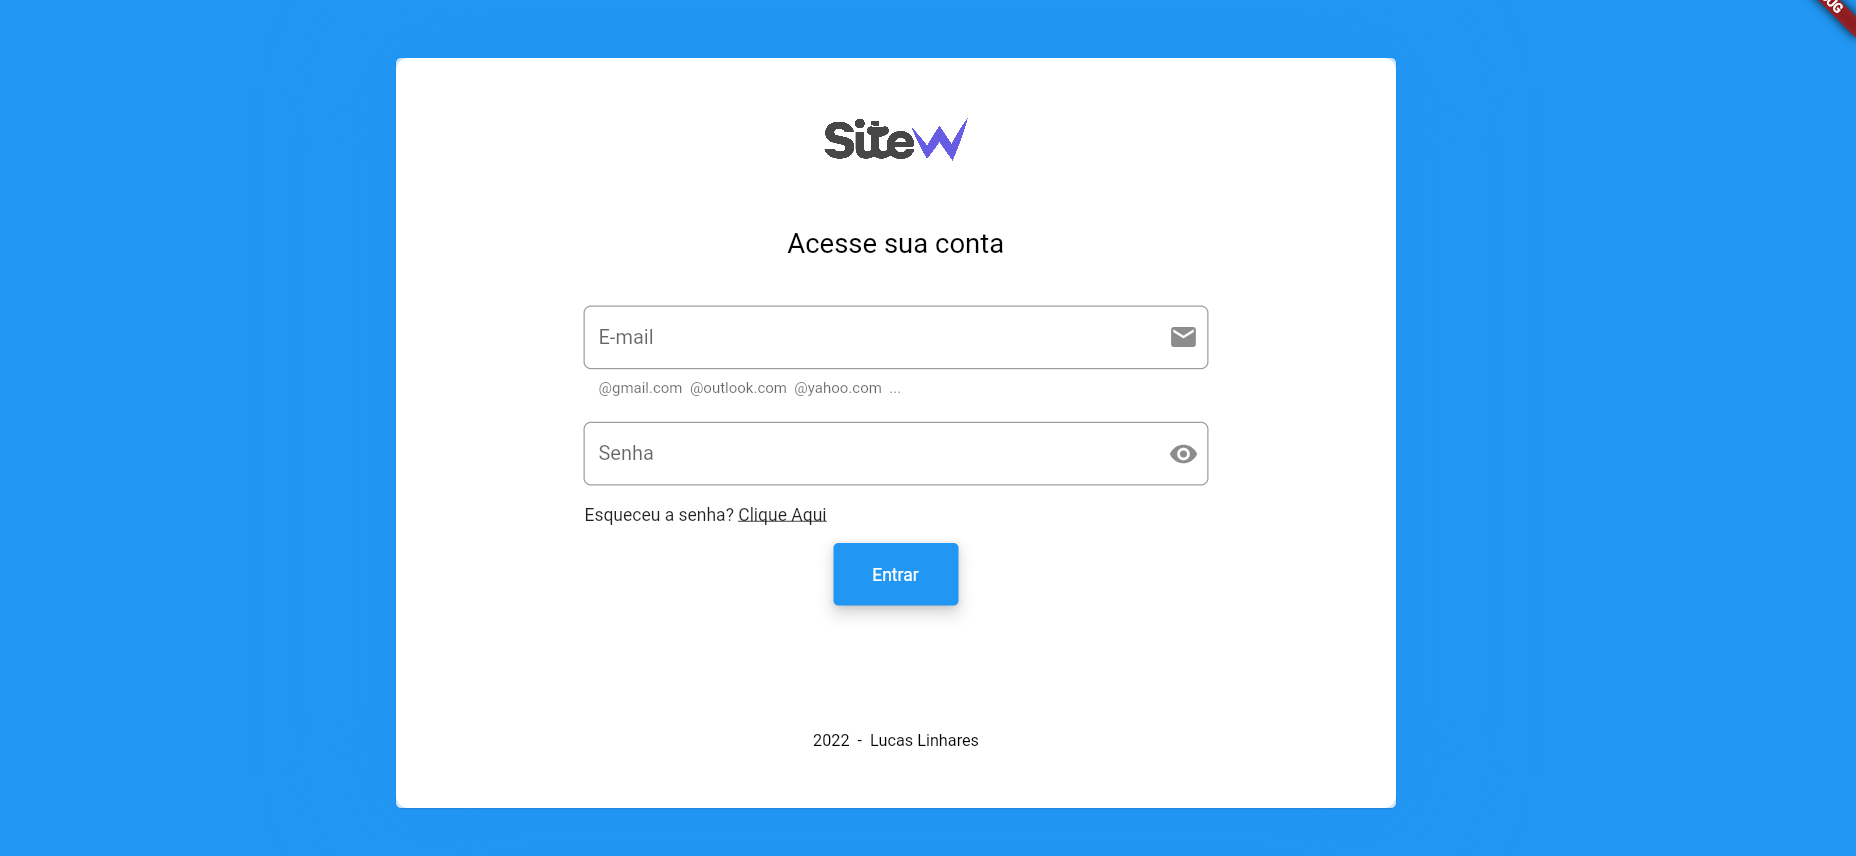 SiteW
Acesse sua conta
E-mail
@gmail.com @outlook.com @yahoo.com ...
Senha
Esqueceu a senha? Clique Aqui
Entrar
2022 - Lucas Linhares